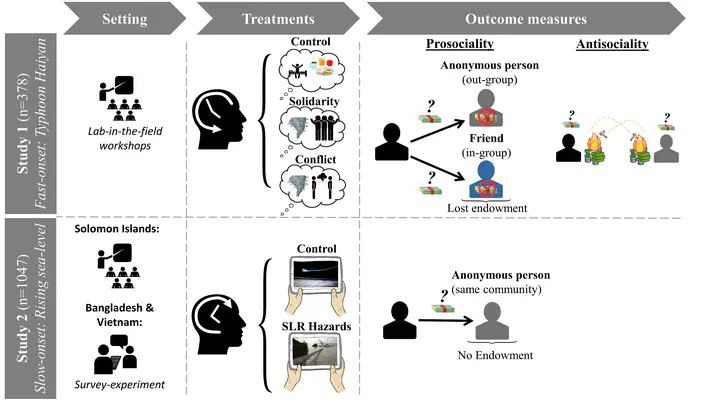 Setting
Treatments
Outcome measures
Study 1 (n=378)
Fast-onset: Typhoon Haiyan
Lab-in-the-field
workshops
Control
Solidarity
Conflict
Prosociality
Antisociality
Anonymous person
(out-group)
?
Friend
(in-group)
?
Lost endowment
?
?
Study 2 (n=1047)
Slow-onset: Rising sea-level
Solomon Islands:
Bangladesh &
Vietnam:
Survey-experiment
Control
SLR Hazards
Anonymous person
(same community)
?
No Endowment